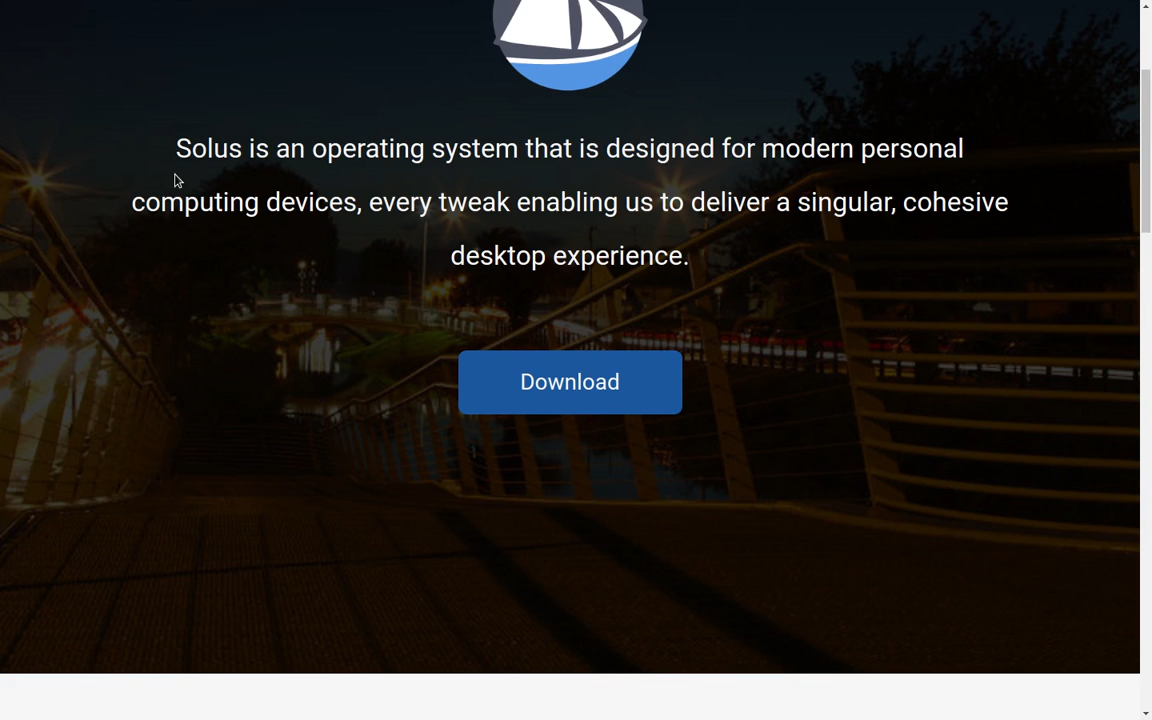 Solus is an operating system that is designed for modern personal
computing devices, every tweak enabling us to deliver a singular, cohesive
desktop experience.
Download